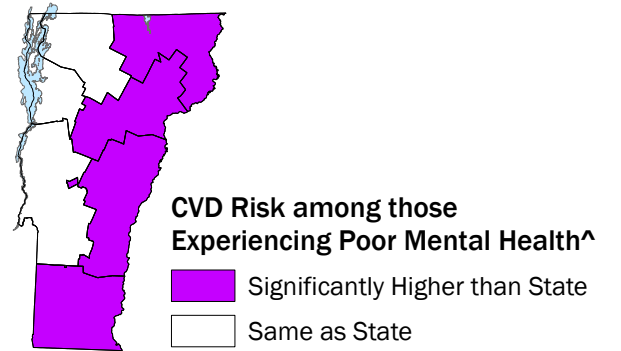 CVD Risk among those
Experiencing Poor Mental Health^
Significantly Higher than State
Same as State